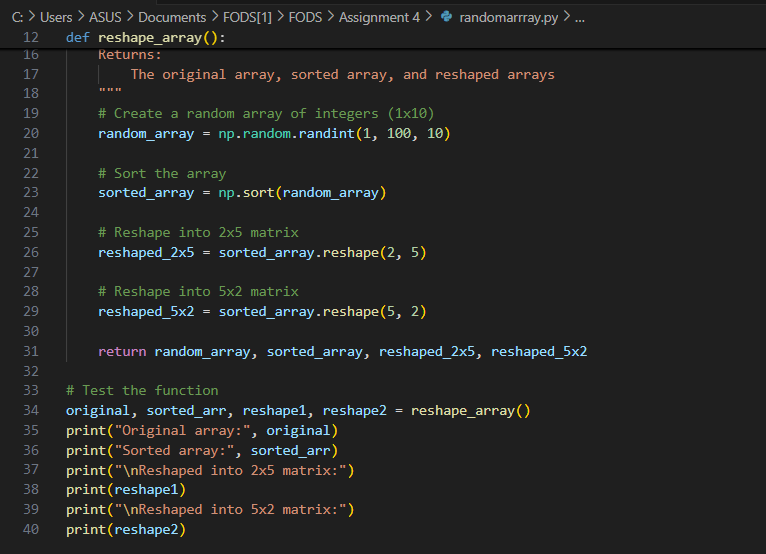 C: > Users > ASUS > Documents > FODS[1] > FODS > Assignment 4 > randomarrray.py > ...
12 def reshape_array():
16 Returns:
17 The original array, sorted array, and reshaped arrays
18 """
19 # Create a random array of integers (1x10)
20 random_array = np.random.randint(1, 100, 10)
21
22 # Sort the array
23 sorted_array = np.sort(random_array)
24
25 # Reshape into 2x5 matrix
26 reshaped_2x5 = sorted_array.reshape(2, 5)
27
28 # Reshape into 5x2 matrix
29 reshaped_5x2 = sorted_array.reshape(5, 2)
30
31 return random_array, sorted_array, reshaped_2x5, reshaped_5x2
32
33 # Test the function
34 original, sorted_arr, reshape1, reshape2 = reshape_array()
35 print("Original array:", original)
36 print("Sorted array:", sorted_arr)
37 print("\nReshaped into 2x5 matrix:")
38 print(reshape1)
39 print("\nReshaped into 5x2 matrix:")
40 print(reshape2)